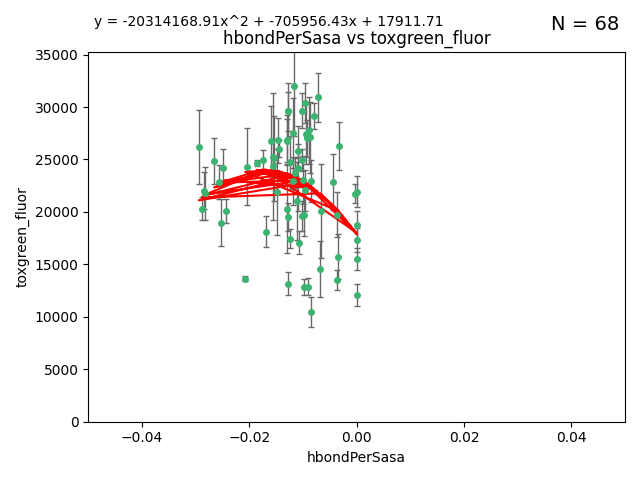 y = -20314168.91x^2 + -705956.43x + 17911.71
N = 68
hbondPerSasa vs toxgreen_fluor
35000
30000
25000
20000
15000
10000
5000
0
toxgreen_fluor
−0.04
−0.02
0.00
0.02
0.04
hbondPerSasa